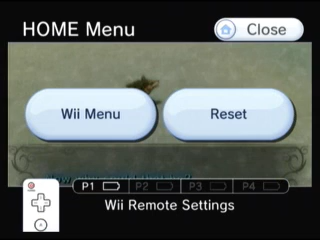 HOME Menu
Close
Wii Menu
Reset
P1
P2
P3
P4
Wii Remote Settings